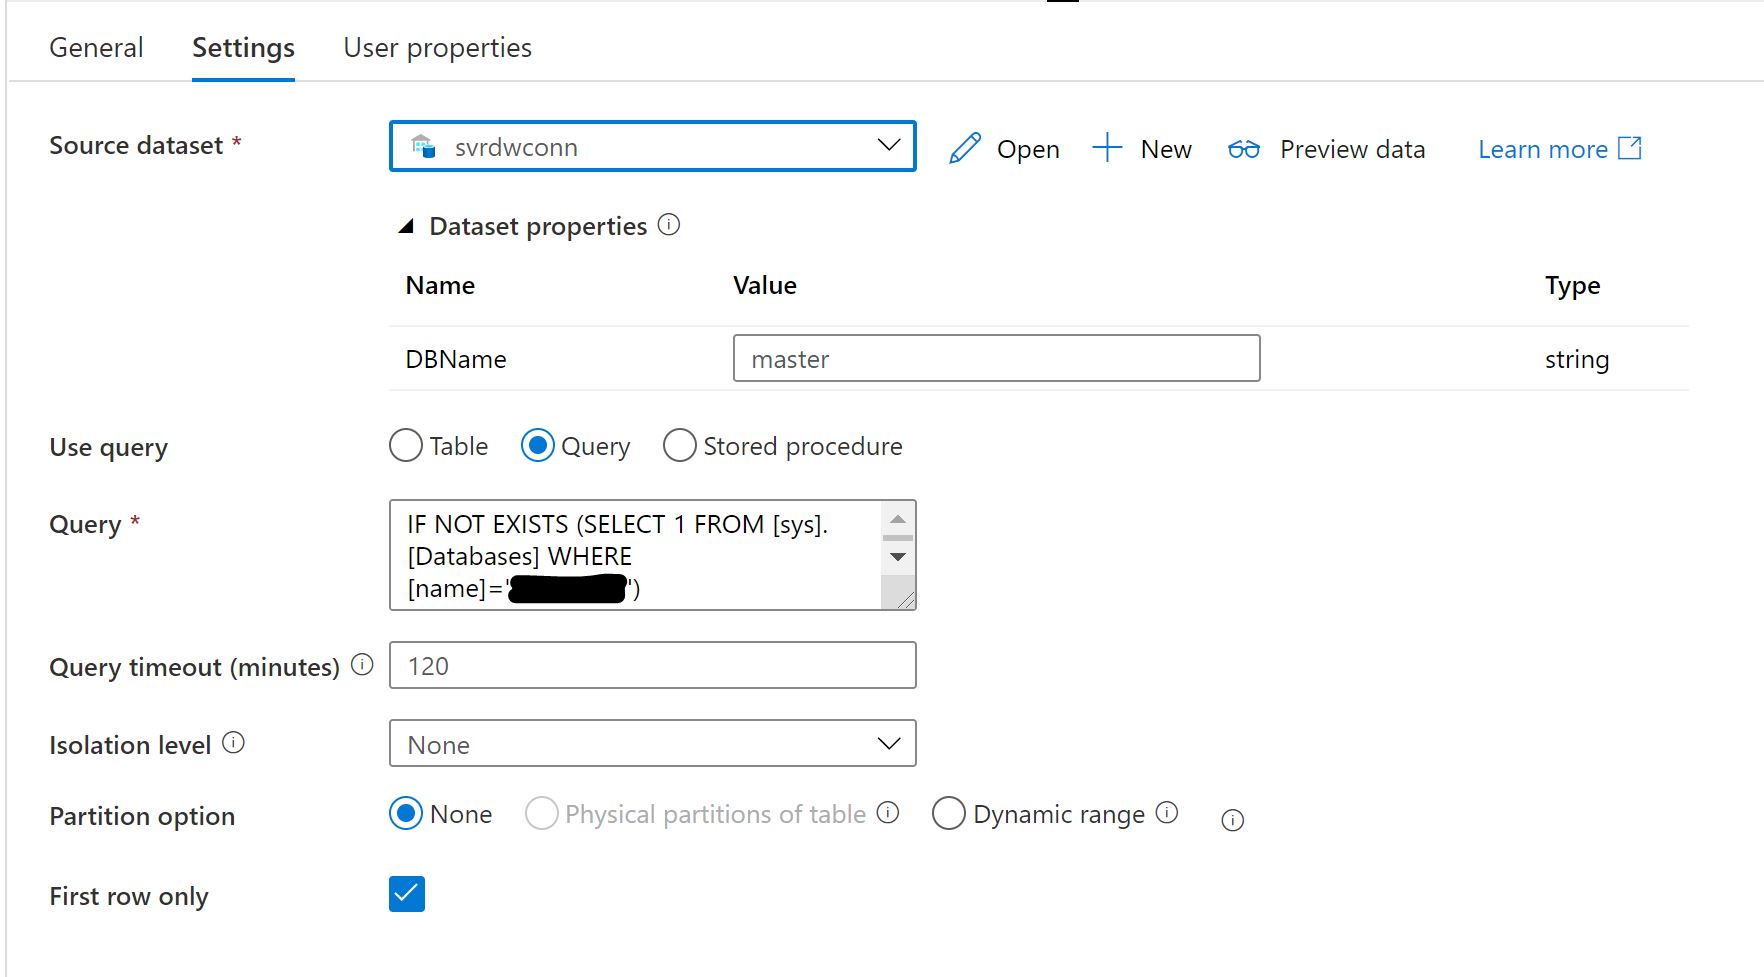 General Settings User properties
Source dataset * svrdwconn Open New Preview data Learn more
Dataset properties
Name Value Type
DBName master string
Use query Table Query Stored procedure
Query * IF NOT EXISTS (SELECT 1 FROM [sys].
[Databases] WHERE
[name]=' ')
Query timeout (minutes) 120
Isolation level None
Partition option None Physical partitions of table Dynamic range
First row only